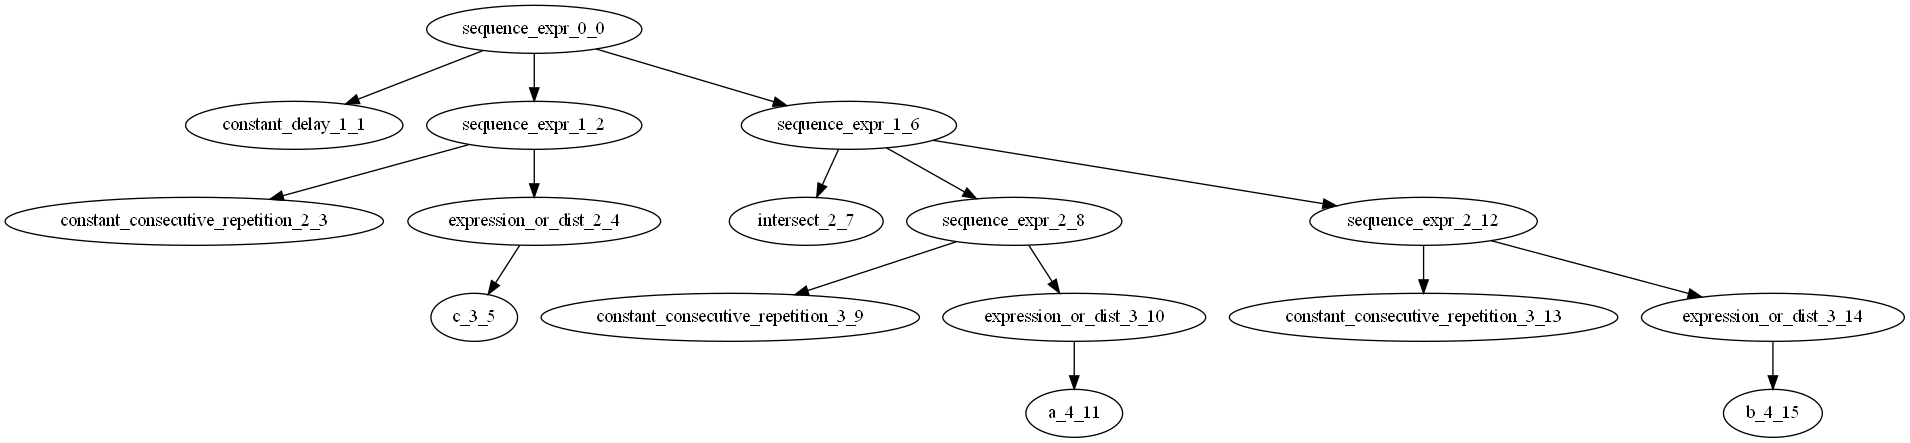 sequence_expr_0_0
constant_delay_1_1
sequence_expr_1_2
sequence_expr_1_6
constant_consecutive_repetition_2_3
expression_or_dist_2_4
intersect_2_7
sequence_expr_2_8
sequence_expr_2_12
c_3_5
constant_consecutive_repetition_3_9
expression_or_dist_3_10
constant_consecutive_repetition_3_13
expression_or_dist_3_14
a_4_11
b_4_15